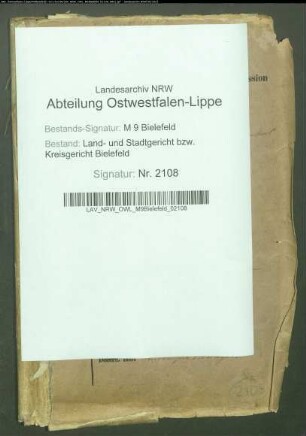 Landesarchiv NRW
Abteilung Ostwestfalen-Lippe
Bestands-Signatur: M 9 Bielefeld
Bestand: Land- und Stadtgericht bzw.
Kreisgericht Bielefeld
Signatur: Nr. 2108
LAV_NRW_OWL_M9Bielefeld_02108
ssion